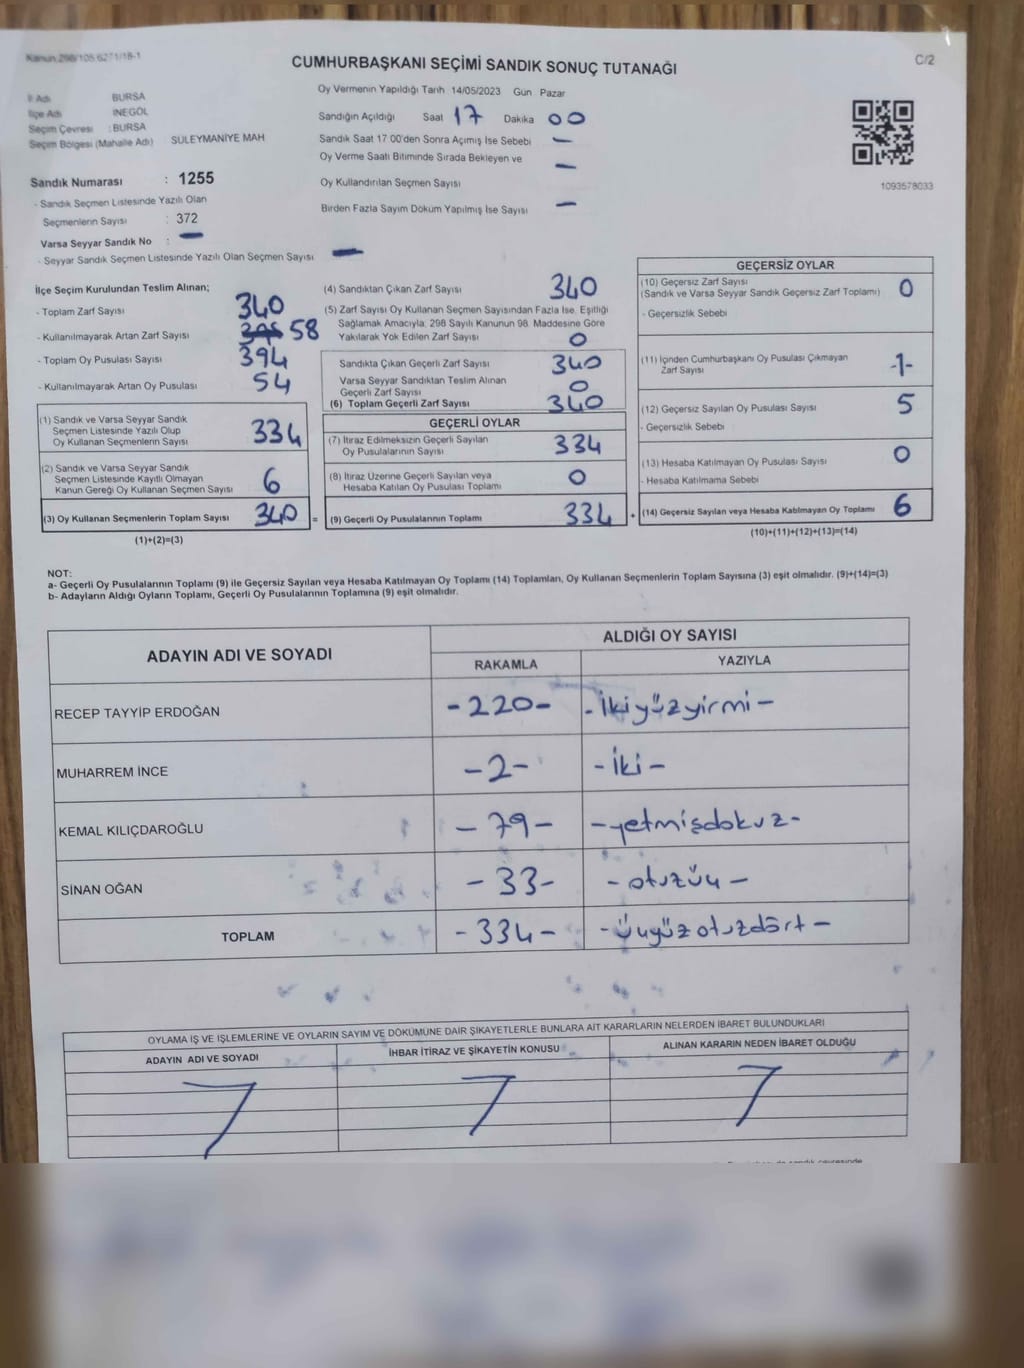 Kanun 298/105 6271/18-1
C/2
CUMHURBAŞKANI SEÇİMİ SANDIK SONUÇ TUTANAĞI
İl Adı BURSA
İlçe Adı İNEGÖL
Seçim Çevresi : BURSA
Seçim Bölgesi (Mahalle Adı) SÜLEYMANİYE MAH
Sandık Numarası : 1255
- Sandık Seçmen Listesinde Yazılı Olan
Seçmenlerin Sayısı : 372
Varsa Seyyar Sandık No : —
- Seyyar Sandık Seçmen Listesinde Yazılı Olan Seçmen Sayısı —
Oy Vermenin Yapıldığı Tarih 14/05/2023 Gün Pazar
Sandığın Açıldığı Saat 17 Dakika 00
Sandık Saat 17 00'den Sonra Açımış İse Sebebi —
Oy Verme Saati Bitiminde Sırada Bekleyen ve —
Oy Kullandırılan Seçmen Sayısı
Birden Fazla Sayım Döküm Yapılmış İse Sayısı —
1093578033
İlçe Seçim Kurulundan Teslim Alınan;
- Toplam Zarf Sayısı 340
- Kullanılmayarak Artan Zarf Sayısı 58
- Toplam Oy Pusulası Sayısı 394
- Kullanılmayarak Artan Oy Pusulası 54
(1) Sandık ve Varsa Seyyar Sandık
Seçmen Listesinde Yazılı Olup
Oy Kullanan Seçmenlerin Sayısı 334
(2) Sandık ve Varsa Seyyar Sandık
Seçmen Listesinde Kayıtlı Olmayan
Kanun Gereği Oy Kullanan Seçmen Sayısı 6
(3) Oy Kullanan Seçmenlerin Toplam Sayısı 340 =
(1)+(2)=(3)
(4) Sandıktan Çıkan Zarf Sayısı 340
(5) Zarf Sayısı Oy Kullanan Seçmen Sayısından Fazla İse, Eşitliği
Sağlamak Amacıyla, 298 Sayılı Kanunun 98. Maddesine Göre
Yakılarak Yok Edilen Zarf Sayısı 0
Sandıkta Çıkan Geçerli Zarf Sayısı 340
Varsa Seyyar Sandıktan Teslim Alınan
Geçerli Zarf Sayısı 0
(6) Toplam Geçerli Zarf Sayısı 340
GEÇERLİ OYLAR
(7) İtiraz Edilmeksizin Geçerli Sayılan
Oy Pusulalarının Sayısı 334
(8) İtiraz Üzerine Geçerli Sayılan veya
Hesaba Katılan Oy Pusulası Toplamı 0
(9) Geçerli Oy Pusulalarının Toplamı 334 +
GEÇERSİZ OYLAR
(10) Geçersiz Zarf Sayısı
(Sandık ve Varsa Seyyar Sandık Geçersiz Zarf Toplamı) 0
- Geçersizlik Sebebi
(11) İçinden Cumhurbaşkanı Oy Pusulası Çıkmayan
Zarf Sayısı -1-
(12) Geçersiz Sayılan Oy Pusulası Sayısı 5
- Geçersizlik Sebebi
(13) Hesaba Katılmayan Oy Pusulası Sayısı 0
- Hesaba Katılmama Sebebi
(14) Geçersiz Sayılan veya Hesaba Katılmayan Oy Toplamı 6
(10)+(11)+(12)+(13)=(14)
NOT:
a- Geçerli Oy Pusulalarının Toplamı (9) ile Geçersiz Sayılan veya Hesaba Katılmayan Oy Toplamı (14) Toplamları, Oy Kullanan Seçmenlerin Toplam Sayısına (3) eşit olmalıdır. (9)+(14)=(3)
b- Adayların Aldığı Oyların Toplamı, Geçerli Oy Pusulalarının Toplamına (9) eşit olmalıdır.
ADAYIN ADI VE SOYADI ALDIĞI OY SAYISI
RAKAMLA YAZIYLA
RECEP TAYYİP ERDOĞAN -220- -İkiyüzyirmi-
MUHARREM İNCE -2- -İki-
KEMAL KILIÇDAROĞLU -79- -yetmişdokuz-
SİNAN OĞAN -33- -otuzüç-
TOPLAM -334- -üçyüzotuzdört-
OYLAMA İŞ VE İŞLEMLERİNE VE OYLARIN SAYIM VE DÖKÜMÜNE DAİR ŞİKAYETLERLE BUNLARA AİT KARARLARIN NELERDEN İBARET BULUNDUKLARI
ADAYIN ADI VE SOYADI İHBAR İTİRAZ VE ŞİKAYETİN KONUSU ALINAN KARARIN NEDEN İBARET OLDUĞU